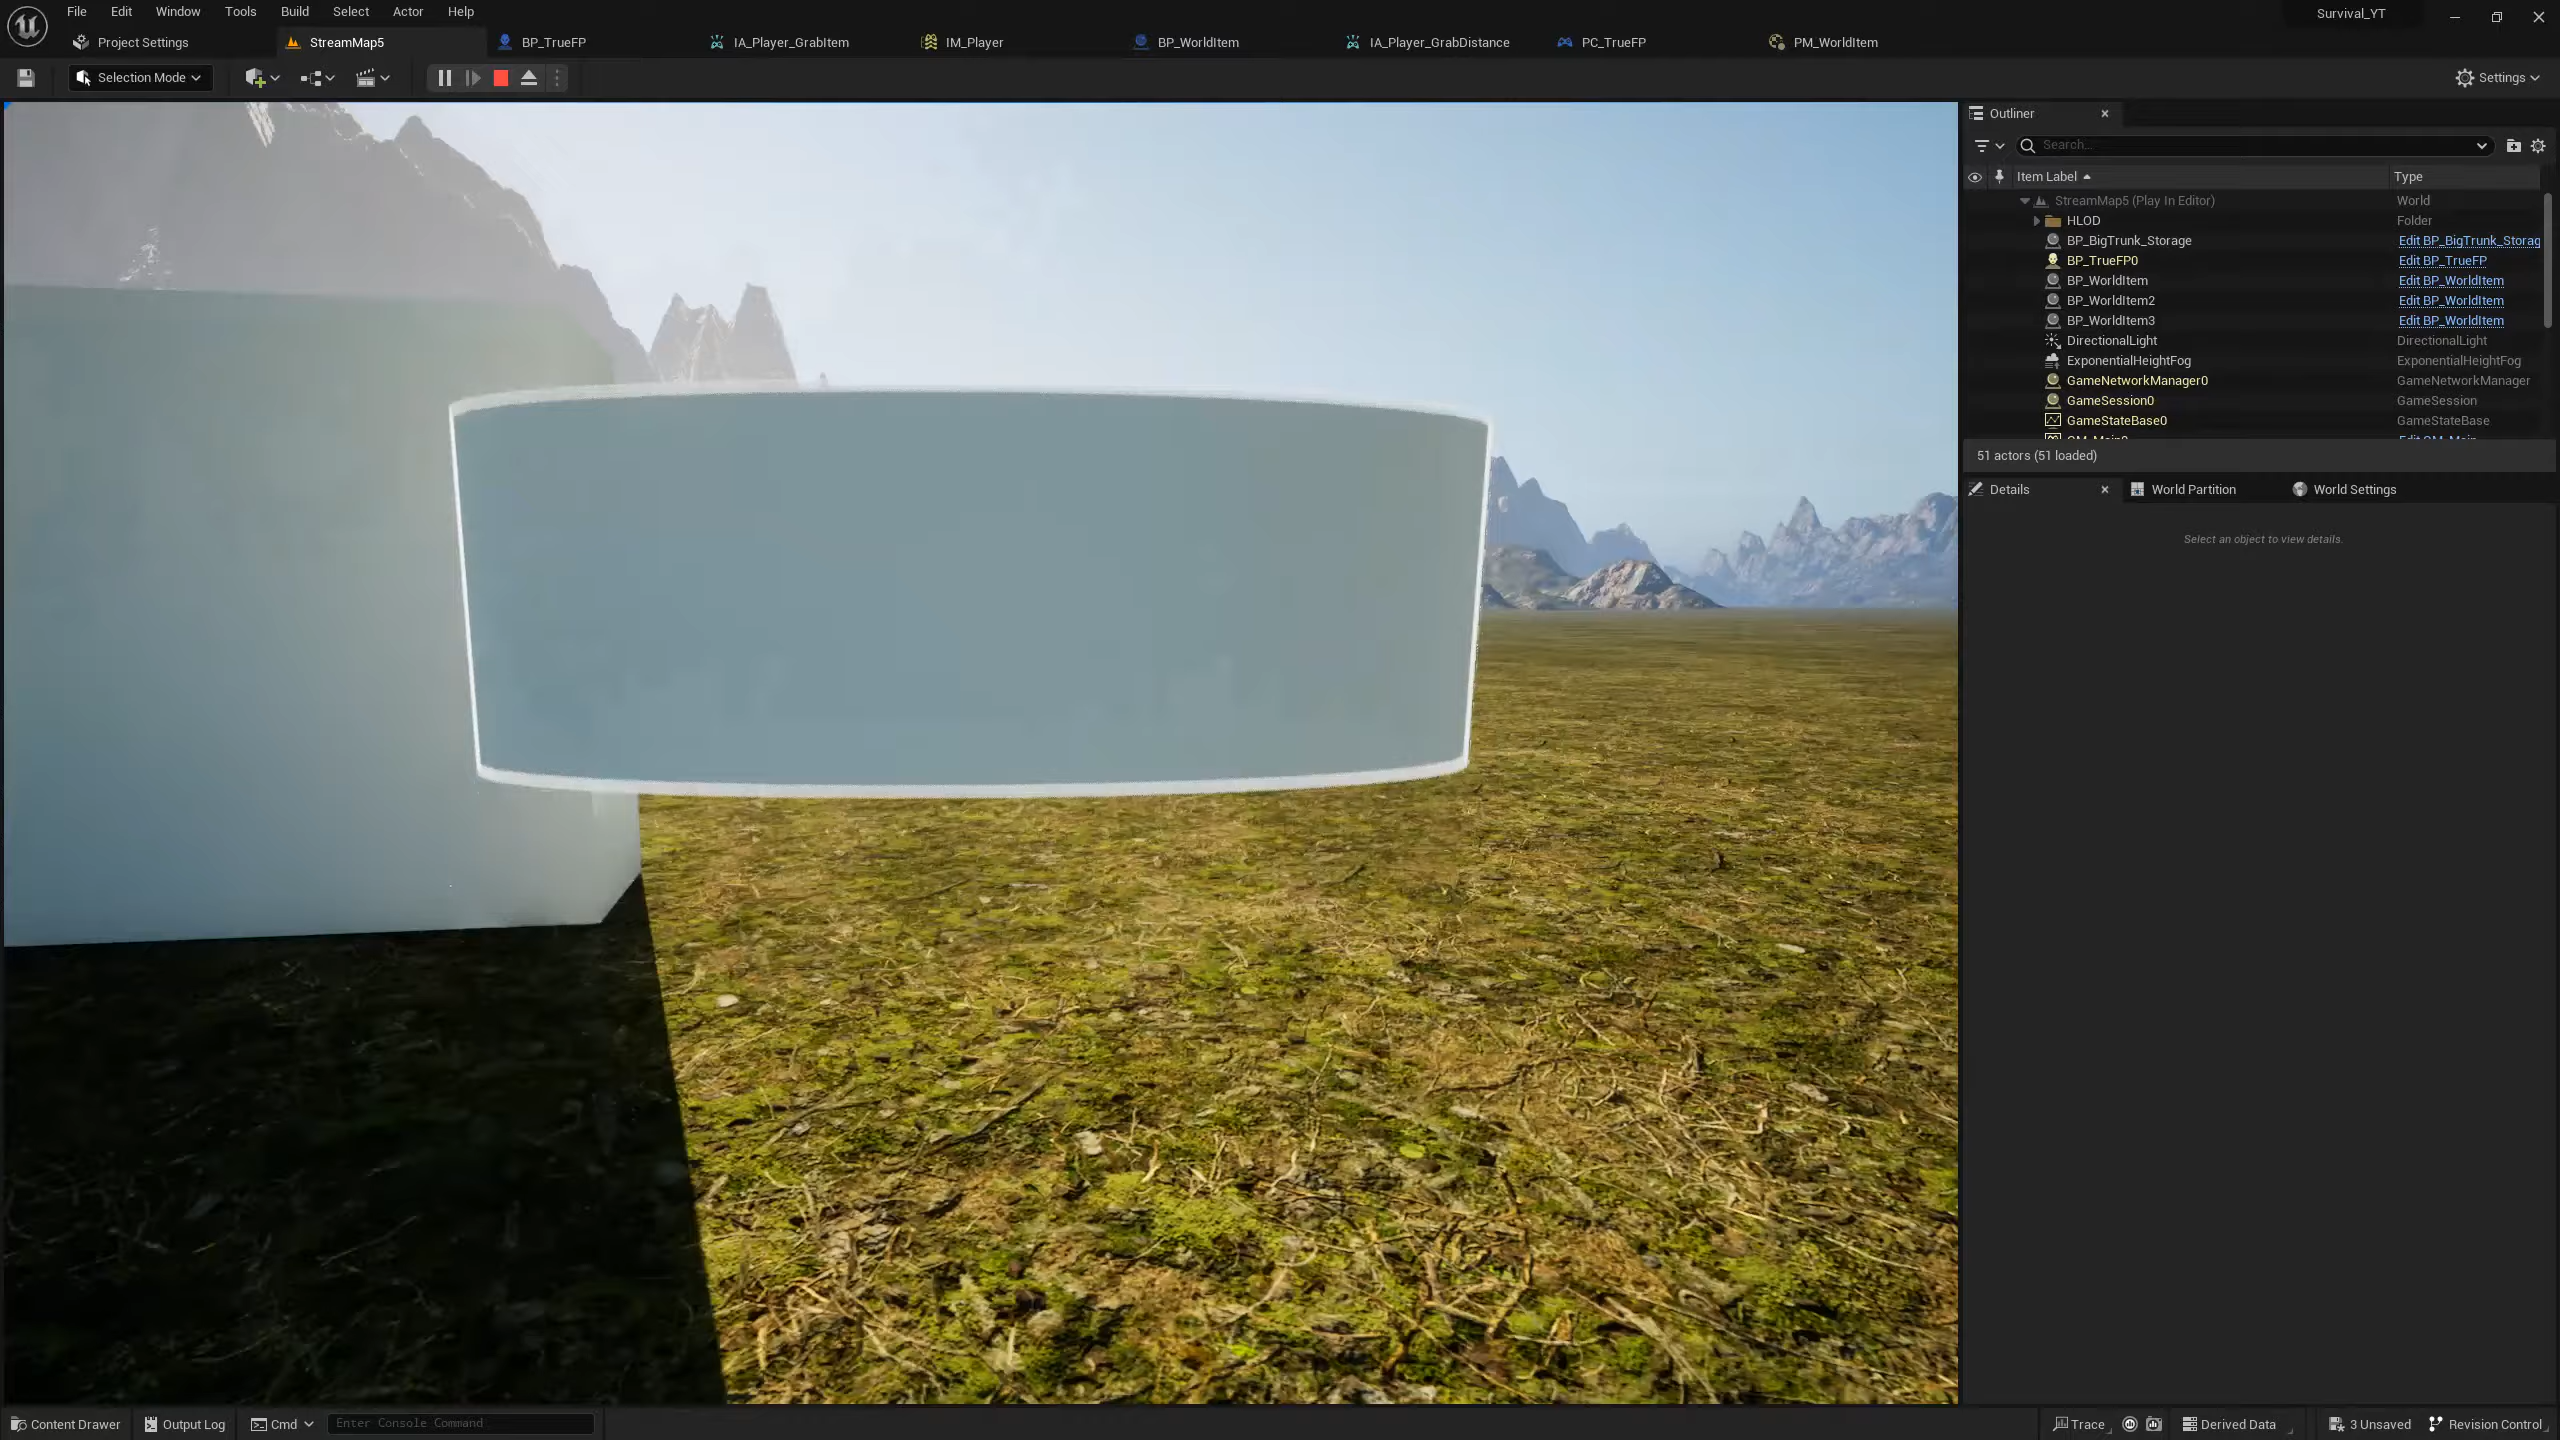 File Edit Window Tools Build Select Actor Help
Survival_YT
Project Settings
StreamMap5
BP_TrueFP
IA_Player_GrabItem
IM_Player
BP_WorldItem
IA_Player_GrabDistance
PC_TrueFP
PM_WorldItem
Selection Mode
Settings
Outliner
Search...
Item Label Type
StreamMap5 (Play In Editor) World
HLOD Folder
BP_BigTrunk_Storage Edit BP_BigTrunk_Storag
BP_TrueFP0 Edit BP_TrueFP
BP_WorldItem Edit BP_WorldItem
BP_WorldItem2 Edit BP_WorldItem
BP_WorldItem3 Edit BP_WorldItem
DirectionalLight DirectionalLight
ExponentialHeightFog ExponentialHeightFog
GameNetworkManager0 GameNetworkManager
GameSession0 GameSession
GameStateBase0 GameStateBase
51 actors (51 loaded)
Details World Partition World Settings
Select an object to view details.
Content Drawer Output Log Cmd Enter Console Command
Trace Derived Data 3 Unsaved Revision Control